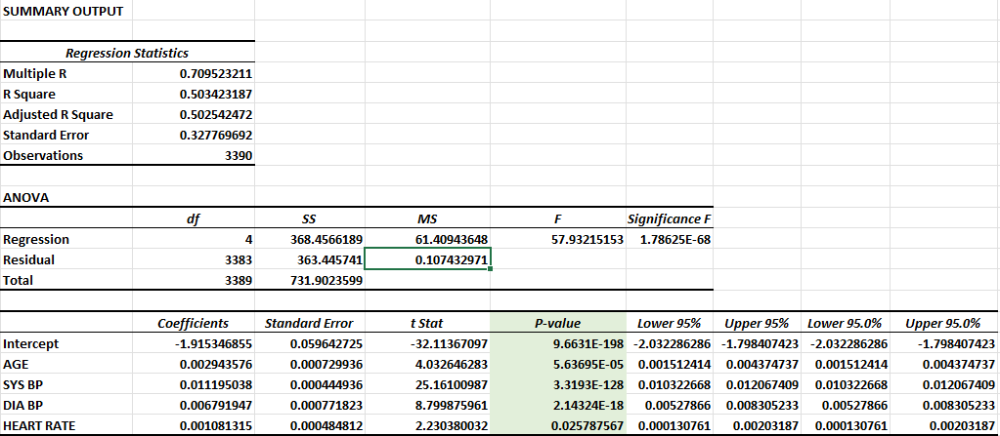 SUMMARY OUTPUT
Regression Statistics
Multiple R 0.709523211
R Square 0.503423187
Adjusted R Square 0.502542472
Standard Error 0.327769692
Observations 3390
ANOVA
df SS MS F Significance F
Regression 4 368.4566189 61.40943648 57.93215153 1.78625E-68
Residual 3383 363.445741 0.107432971
Total 3389 731.9023599
Coefficients Standard Error t Stat P-value Lower 95% Upper 95% Lower 95.0% Upper 95.0%
Intercept -1.915346855 0.059642725 -32.11367097 9.6631E-198 -2.032286286 -1.798407423 -2.032286286 -1.798407423
AGE 0.002943576 0.000729936 4.032646283 5.63695E-05 0.001512414 0.004374737 0.001512414 0.004374737
SYS BP 0.011195038 0.000444931 25.16100987 3.3193E-128 0.010322668 0.012067409 0.010322668 0.012067409
DIA BP 0.006791947 0.000771823 8.799875961 2.14324E-18 0.00527866 0.008305233 0.00527866 0.008305233
HEART RATE 0.001081315 0.000484812 2.230380032 0.025787567 0.000130761 0.00203187 0.000130761 0.00203187